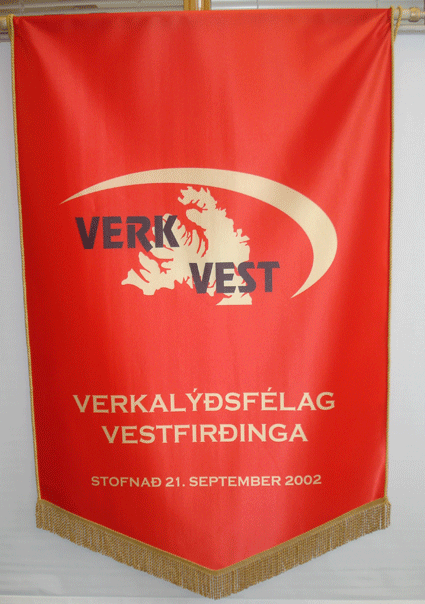 VERK
VEST
VERKALÝÐSFÉLAG
VESTFIRÐINGA
STOFNAÐ 21. SEPTEMBER 2002